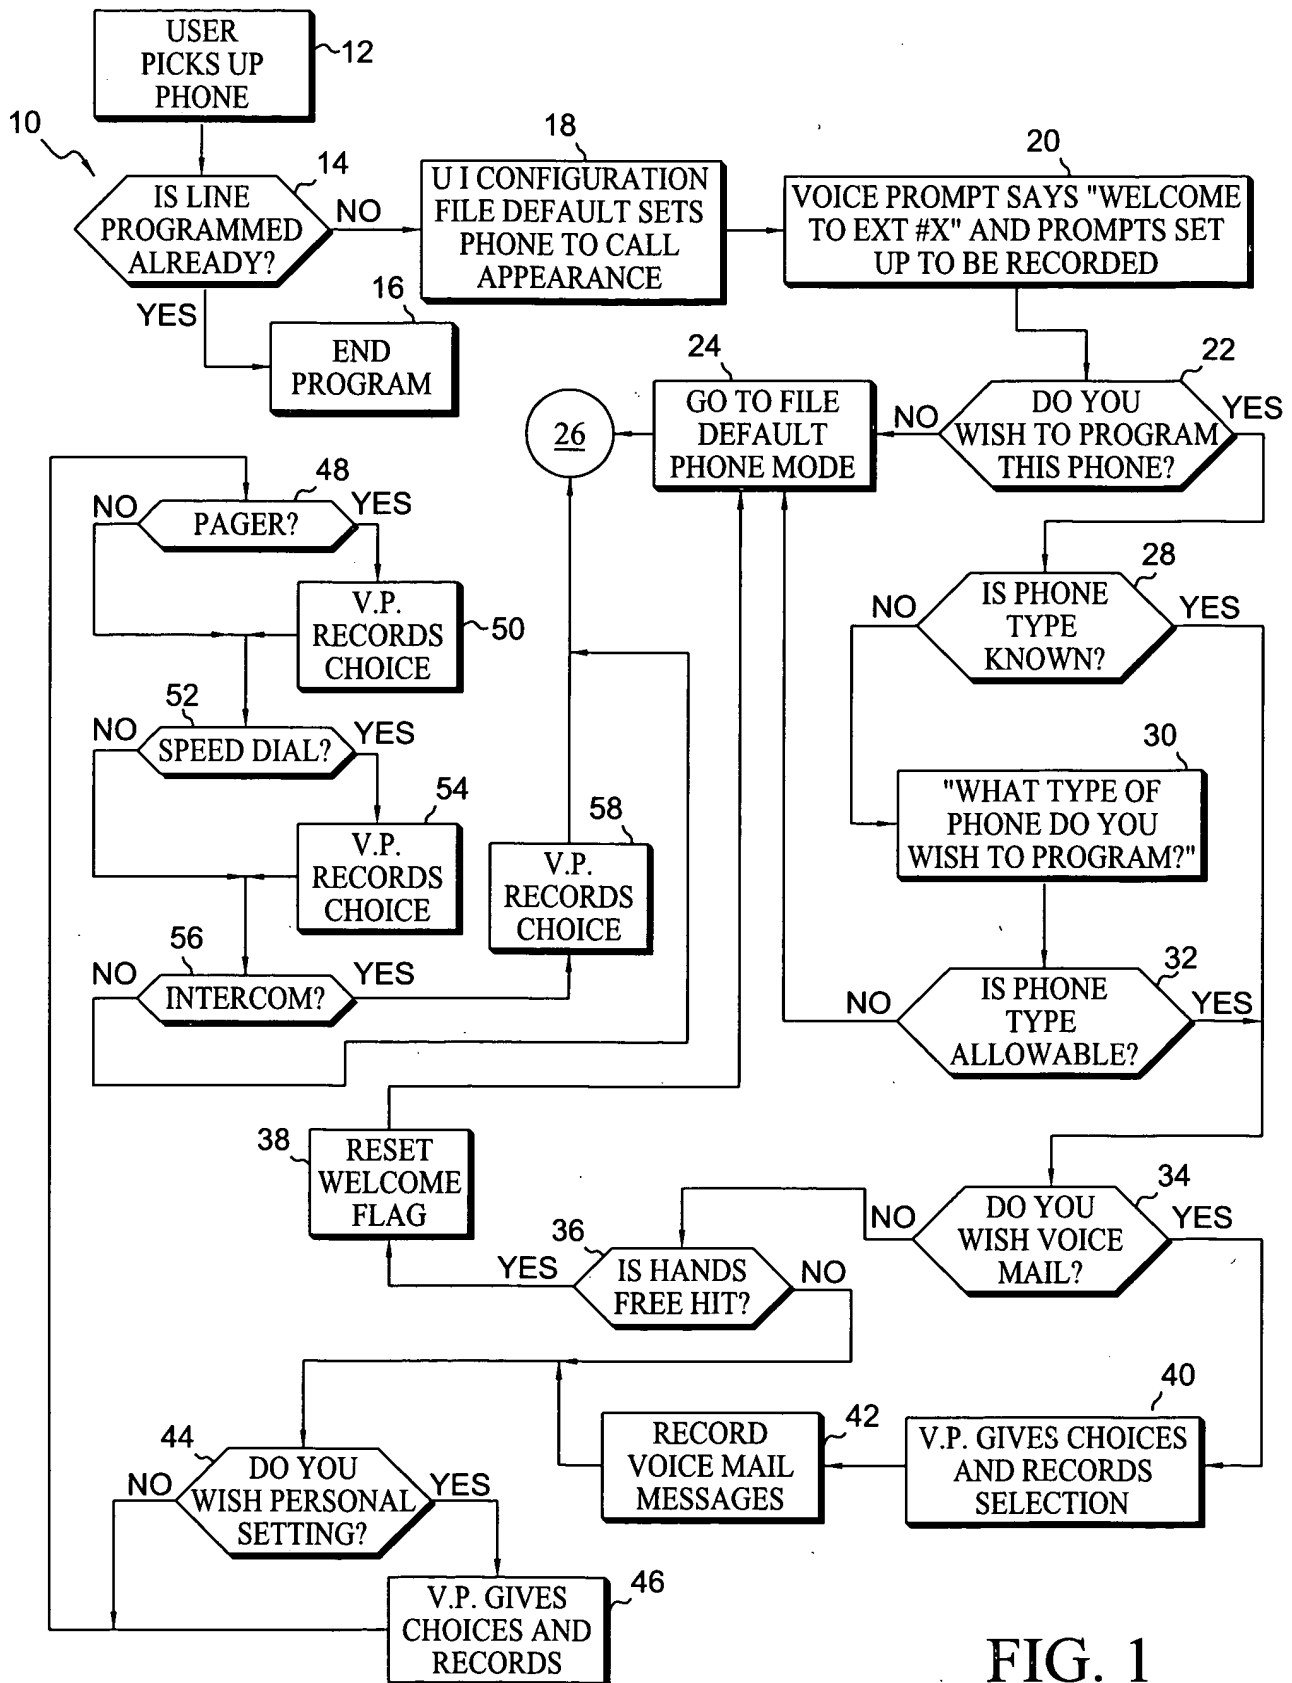 USER
PICKS UP
PHONE
12
10
14
IS LINE
PROGRAMMED
ALREADY?
NO
YES
16
END
PROGRAM
18
U I CONFIGURATION
FILE DEFAULT SETS
PHONE TO CALL
APPEARANCE
20
VOICE PROMPT SAYS "WELCOME
TO EXT #X" AND PROMPTS SET
UP TO BE RECORDED
22
DO YOU
WISH TO PROGRAM
THIS PHONE?
NO
YES
24
GO TO FILE
DEFAULT
PHONE MODE
26
28
IS PHONE
TYPE
KNOWN?
NO
YES
30
"WHAT TYPE OF
PHONE DO YOU
WISH TO PROGRAM?"
32
IS PHONE
TYPE
ALLOWABLE?
NO
YES
34
DO YOU
WISH VOICE
MAIL?
NO
YES
36
IS HANDS
FREE HIT?
YES
NO
38
RESET
WELCOME
FLAG
40
V.P. GIVES CHOICES
AND RECORDS
SELECTION
42
RECORD
VOICE MAIL
MESSAGES
44
DO YOU
WISH PERSONAL
SETTING?
NO
YES
46
V.P. GIVES
CHOICES AND
RECORDS
48
PAGER?
NO
YES
50
V.P.
RECORDS
CHOICE
52
SPEED DIAL?
NO
YES
54
V.P.
RECORDS
CHOICE
56
INTERCOM?
NO
YES
58
V.P.
RECORDS
CHOICE
FIG. 1